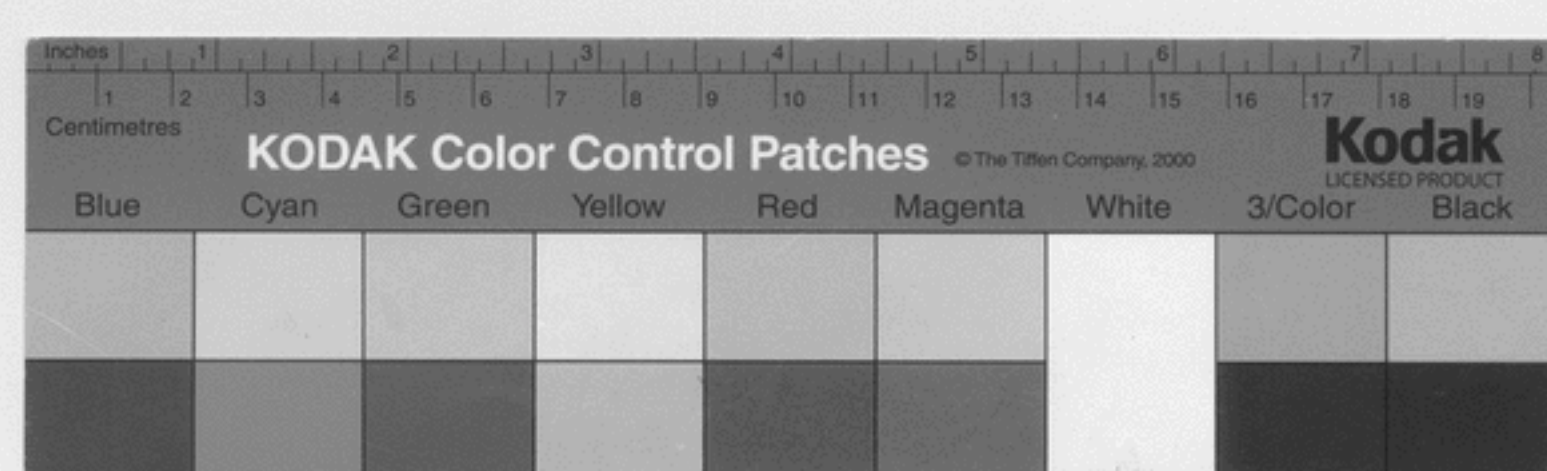 Inches 1 2 3 4 5 6 7 8
1 2 3 4 5 6 7 8 9 10 11 12 13 14 15 16 17 18 19
Centimetres
KODAK Color Control Patches © The Tiffen Company, 2000 Kodak
LICENSED PRODUCT
Blue Cyan Green Yellow Red Magenta White 3/Color Black